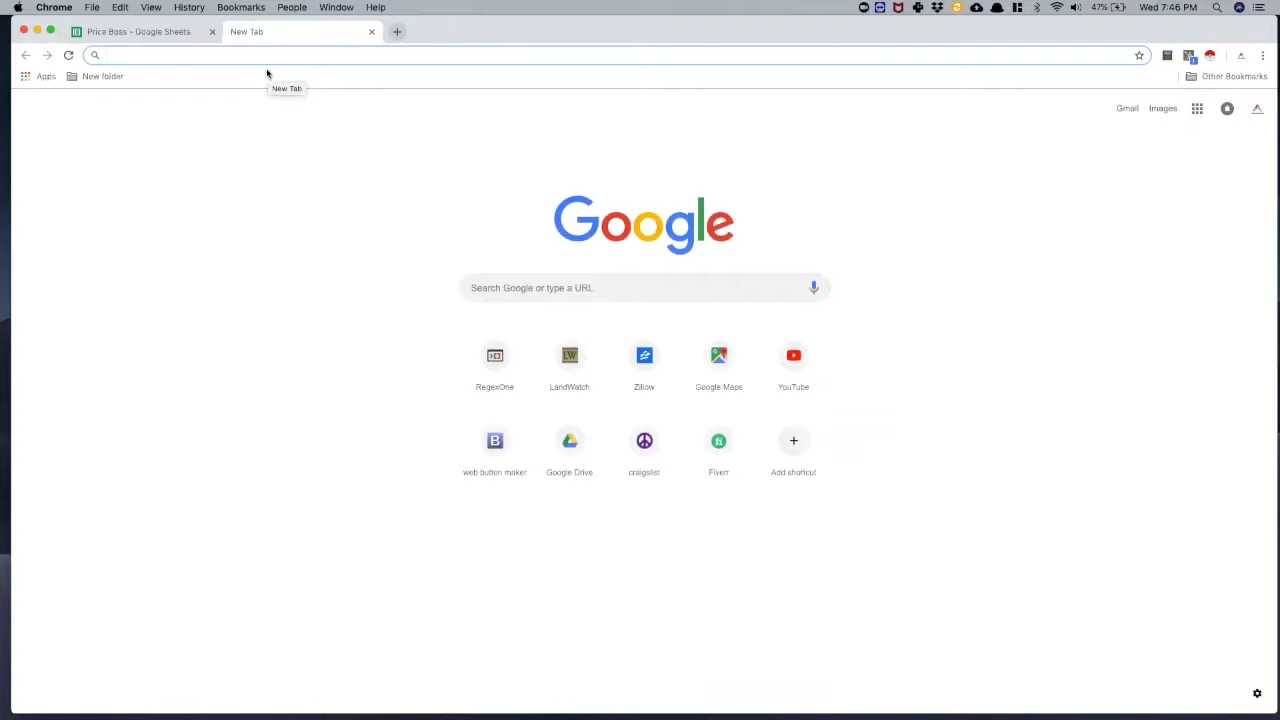 Chrome File Edit View History Bookmarks People Window Help 47% Wed 7:46 PM
Price Boss - Google Sheets New Tab
Apps New folder Other Bookmarks
New Tab
Gmail Images
Google
Search Google or type a URL
RegexOne LandWatch Zillow Google Maps YouTube
web button maker Google Drive craigslist Fiverr Add shortcut